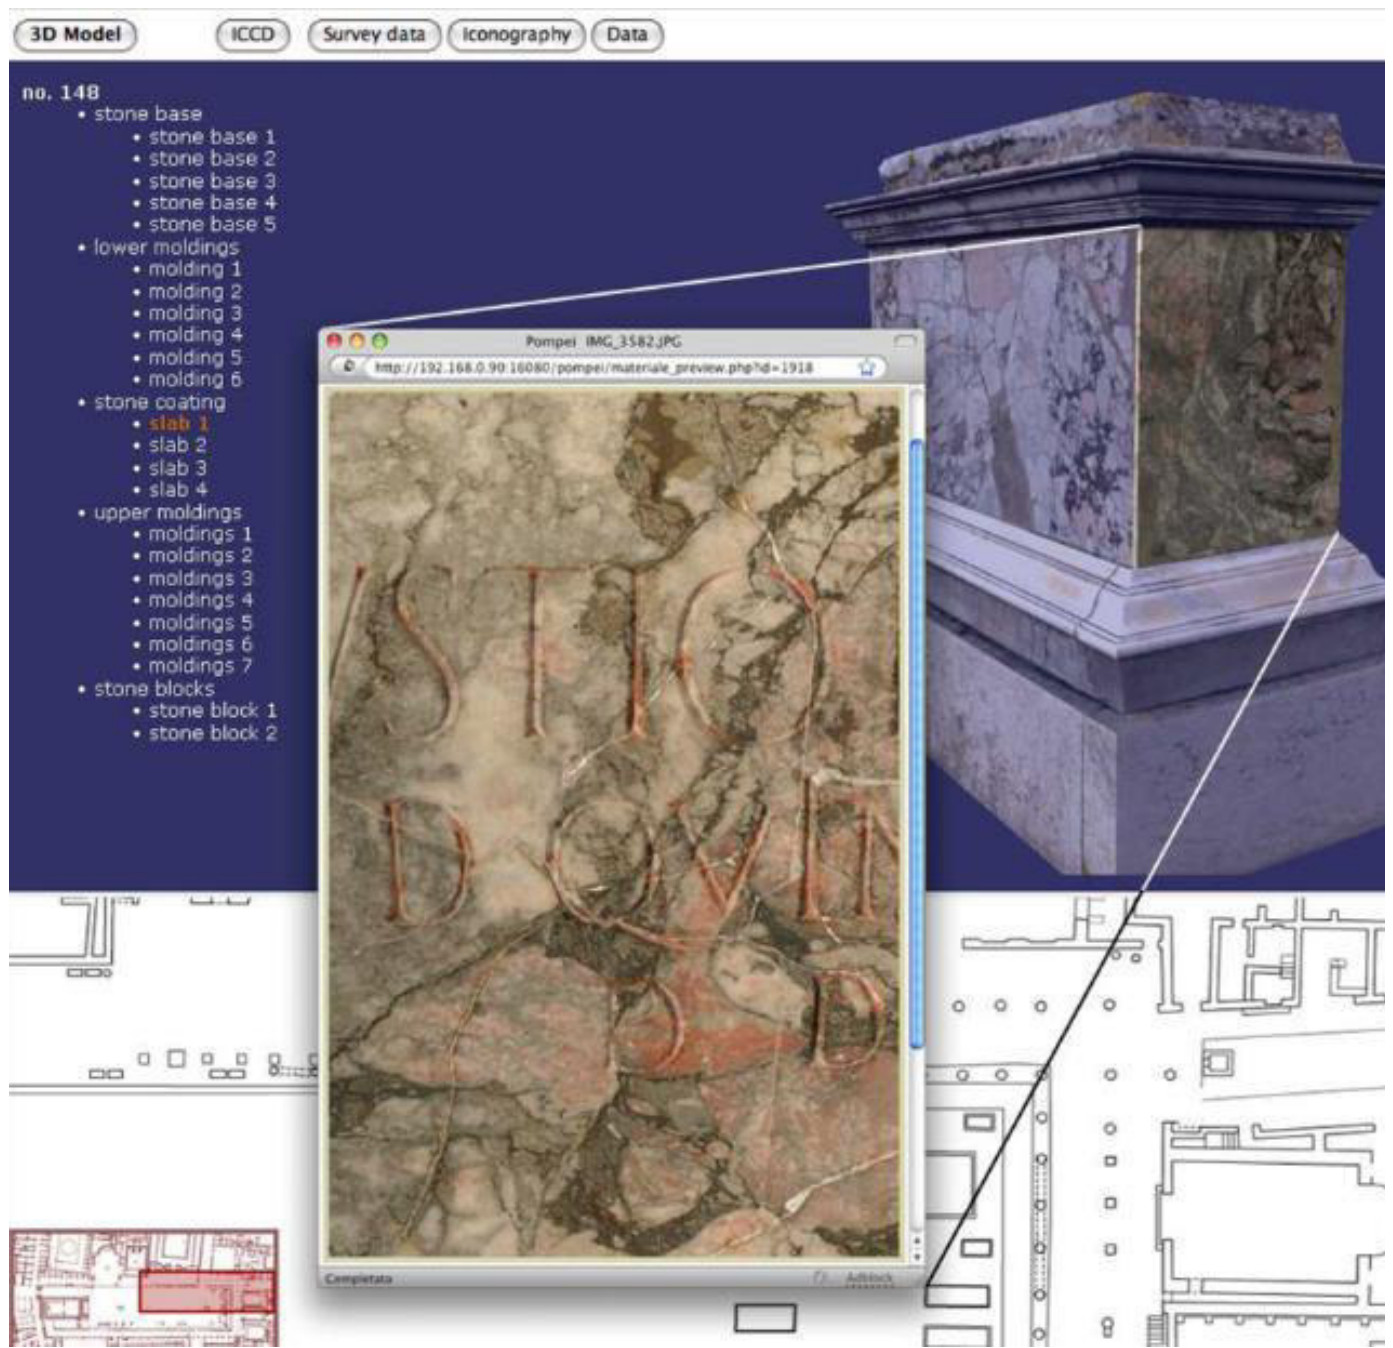 3D Model ICCD Survey data Iconography Data
no. 148
• stone base
• stone base 1
• stone base 2
• stone base 3
• stone base 4
• stone base 5
• lower moldings
• molding 1
• molding 2
• molding 3
• molding 4
• molding 5
• molding 6
• stone coating
• slab 1
• slab 2
• slab 3
• slab 4
• upper moldings
• moldings 1
• moldings 2
• moldings 3
• moldings 4
• moldings 5
• moldings 6
• moldings 7
• stone blocks
• stone block 1
• stone block 2
Pompei IMG_3582.JPG
http://192.168.0.90:16080/pompei/materiale_preview.php?id=1918
VSTIO
D QVIN
D
Completato Adblock